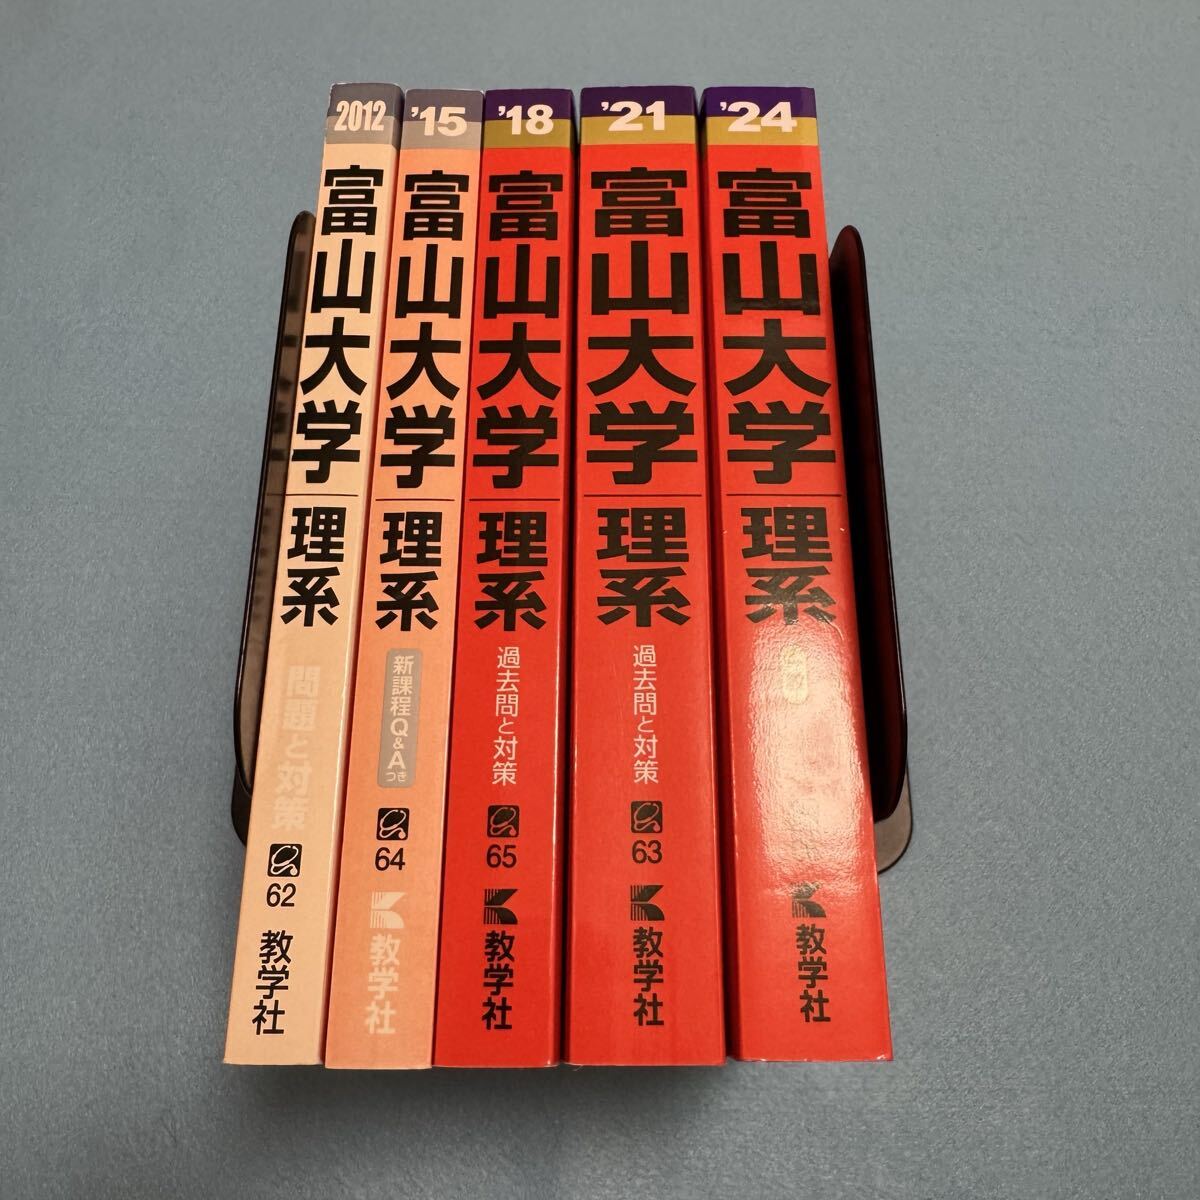 2012
富山大学
理系
問題と対策
62
教学社
'15
富山大学
理系
新課程Q&Aつき
64
教学社
'18
富山大学
理系
過去問と対策
65
教学社
'21
富山大学
理系
過去問と対策
63
教学社
'24
富山大学
理系
教学社